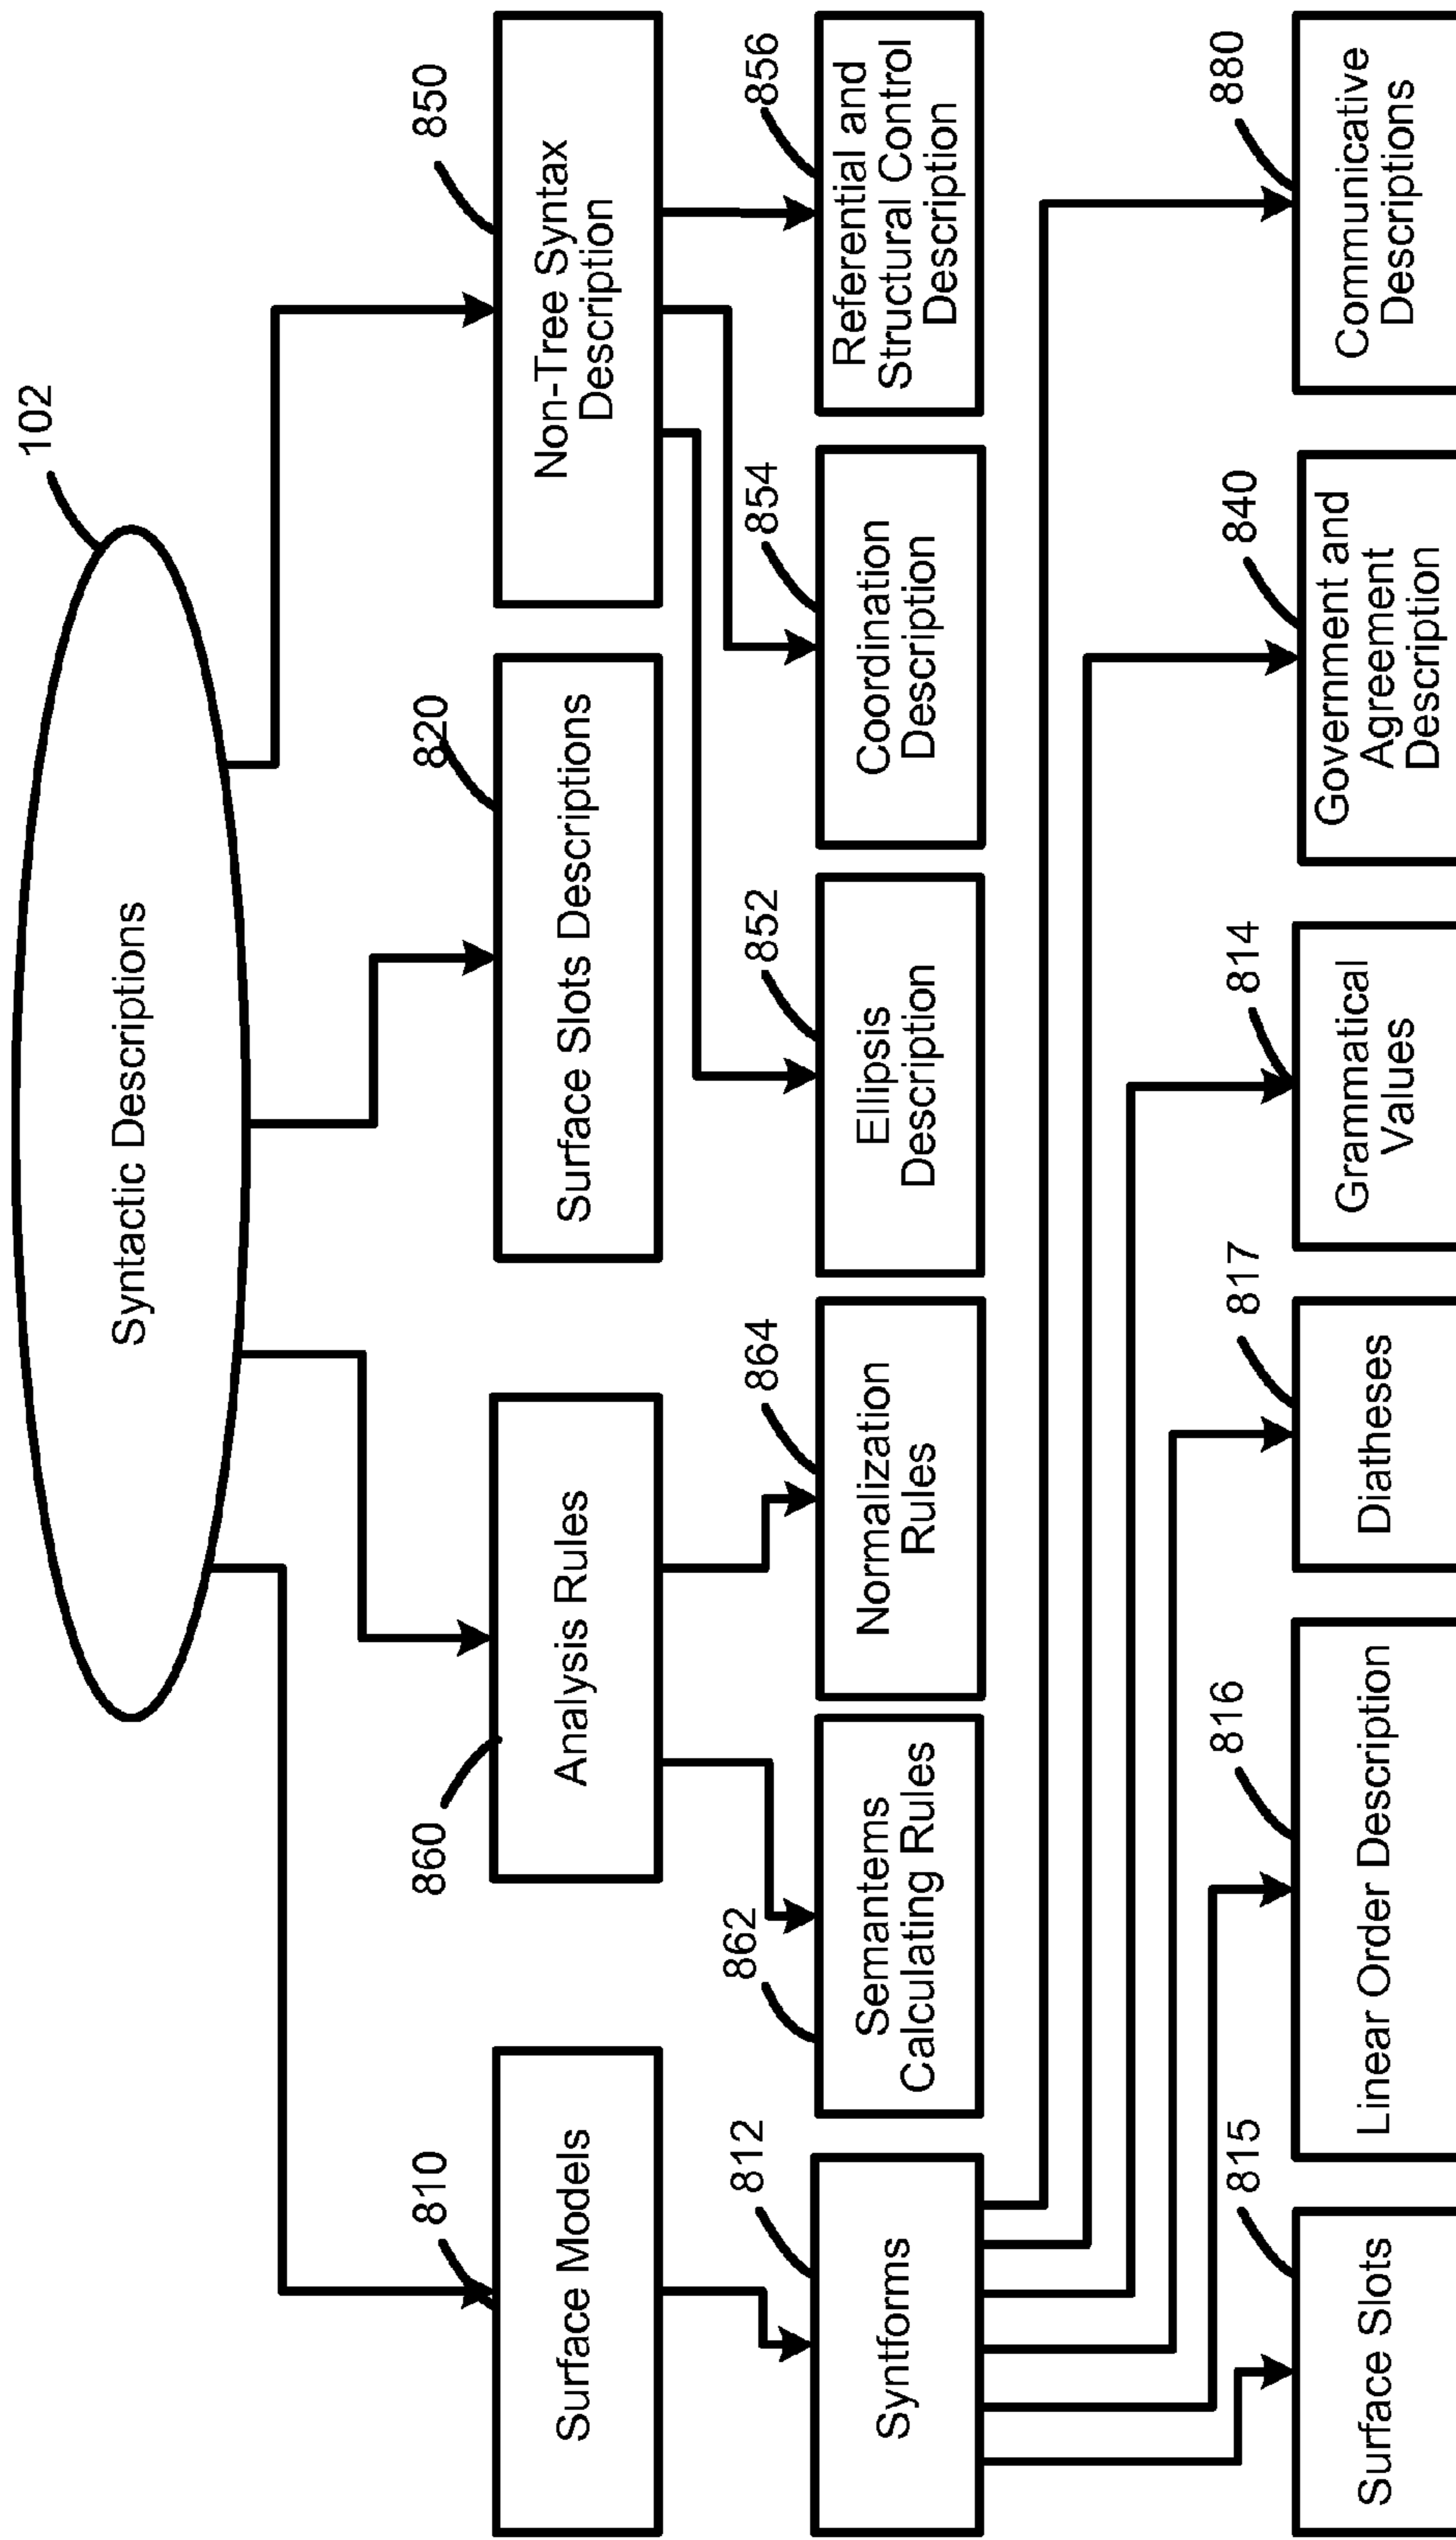 102
Syntactic Descriptions
810
860
820
850
Surface Models
Analysis Rules
Surface Slots Descriptions
Non-Tree Syntax
Description
812
862
864
852
854
856
Syntforms
Semantems
Calculating Rules
Normalization
Rules
Ellipsis
Description
Coordination
Description
Referential and
Structural Control
Description
815
816
817
814
840
880
Surface Slots
Linear Order Description
Diatheses
Grammatical
Values
Government and
Agreement
Description
Communicative
Descriptions